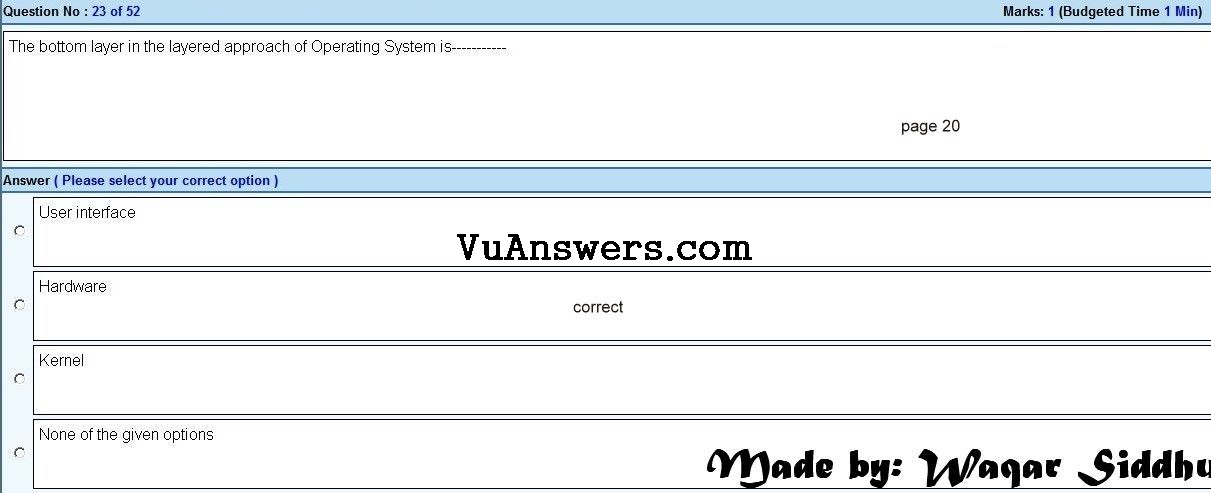 Question No : 23 of 52 Marks: 1 (Budgeted Time 1 Min)
The bottom layer in the layered approach of Operating System is-----------
page 20
Answer ( Please select your correct option )
User interface
VuAnswers.com
Hardware
correct
Kernel
None of the given options
Made by: Waqar Siddhu